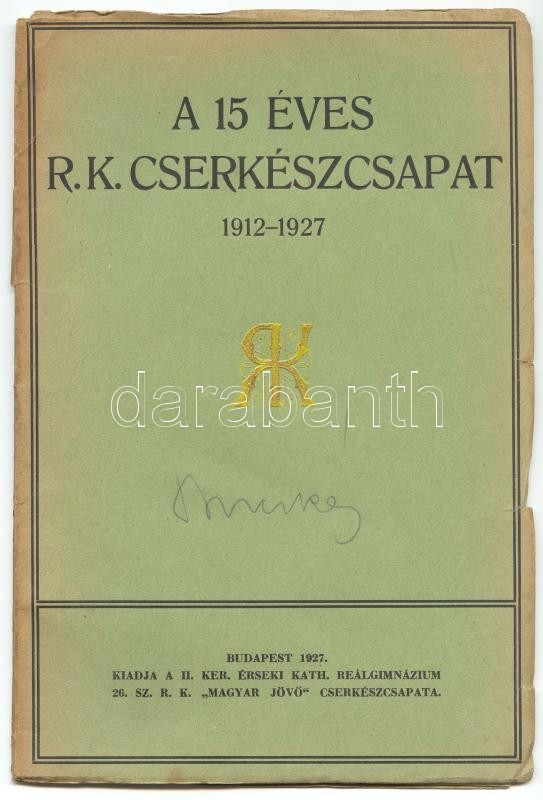 A 15 ÉVES
R. K. CSERKÉSZCSAPAT
1912–1927
RK
darabanth
BUDAPEST 1927.
KIADJA A II. KER. ÉRSEKI KATH. REÁLGIMNÁZIUM
26. SZ. R. K. „MAGYAR JÖVŐ“ CSERKÉSZCSAPATA.